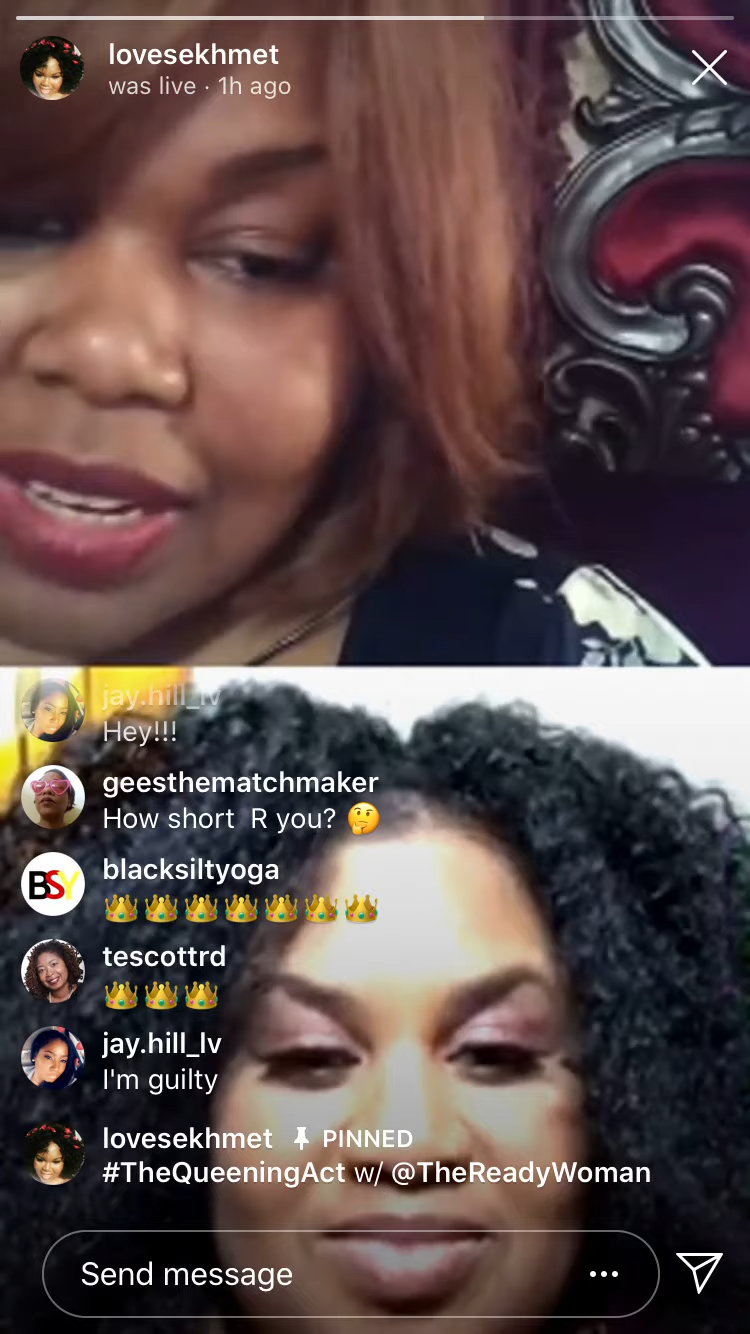 lovesekhmet
was live · 1h ago
jay.hill_lv
Hey!!!
geesthematchmaker
How short R you? 🤔
blacksiltyoga
BSY
👑👑👑👑👑👑👑
tescottrd
👑👑👑
jay.hill_lv
I'm guilty
lovesekhmet PINNED
#TheQueeningAct w/ @TheReadyWoman
Send message